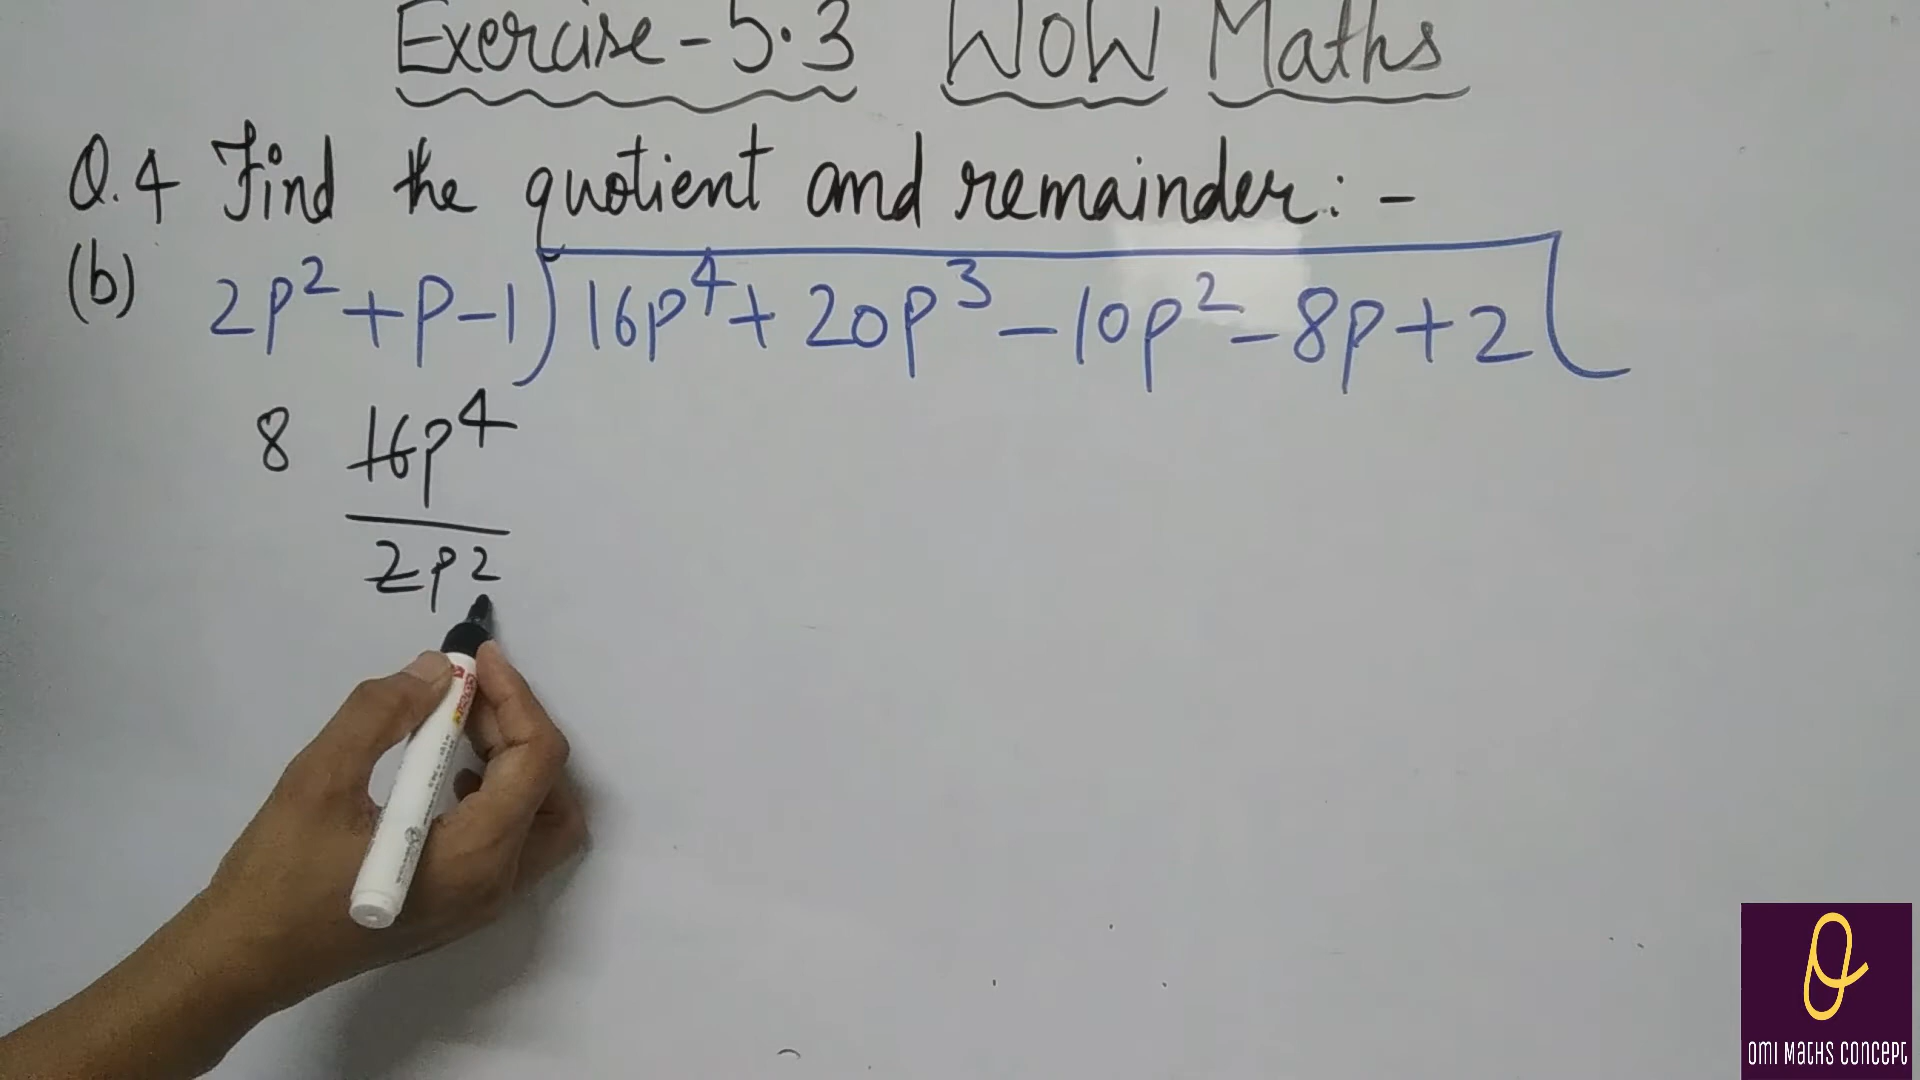 Exercise - 5.3 WOW Maths
Q.4 Find the quotient and remainder: -
(b) 2p² + p - 1) 16p⁴ + 20p³ - 10p² - 8p + 2 (
8 16p⁴
2p²
OMI MATHS CONCEPT